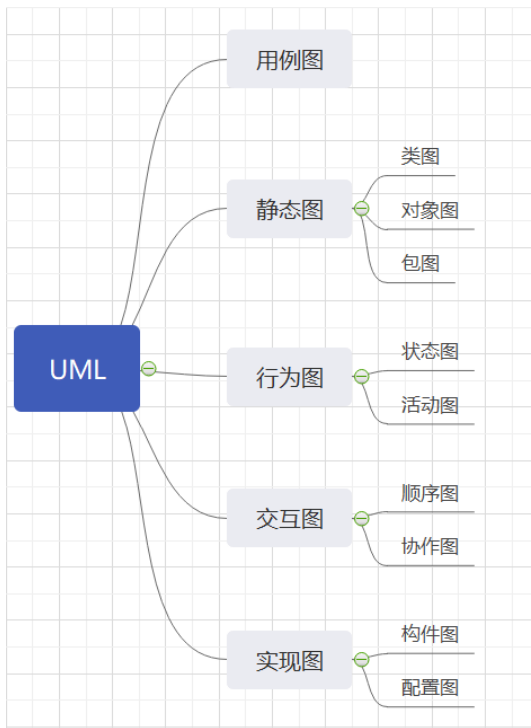 用例图
类图
静态图
对象图
包图
UML
状态图
行为图
活动图
顺序图
交互图
协作图
构件图
实现图
配置图